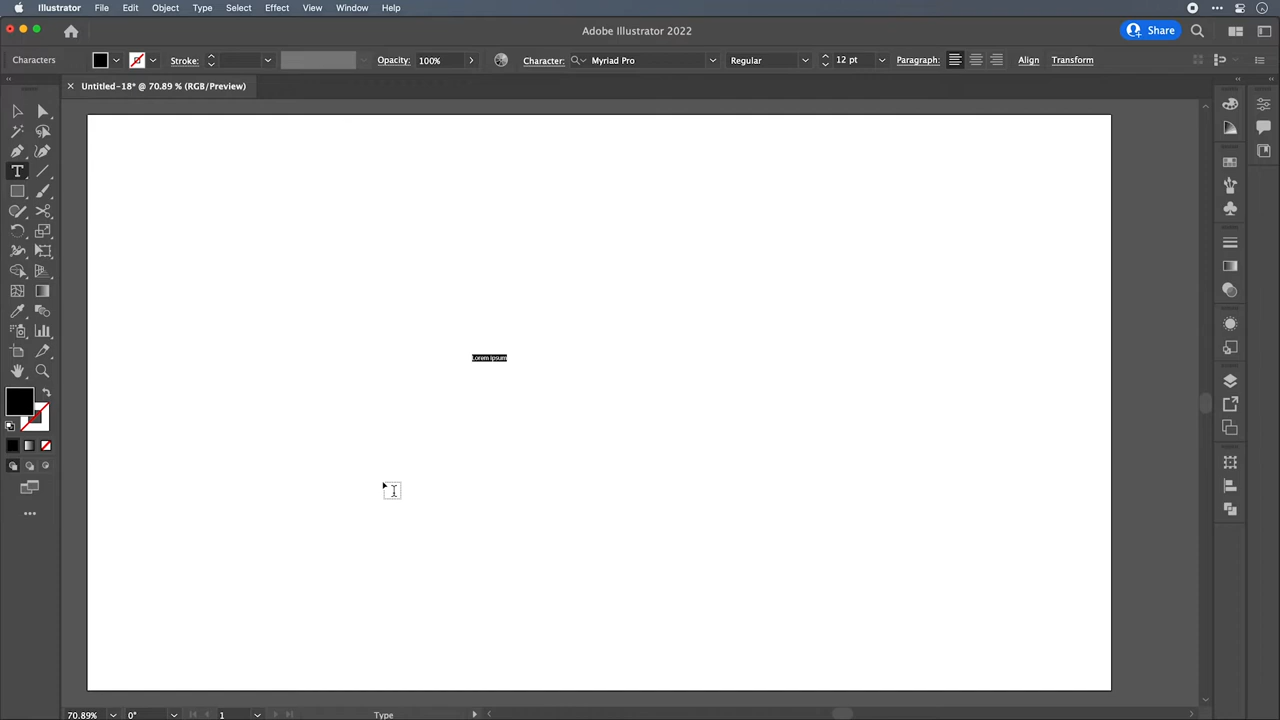 Illustrator File Edit Object Type Select Effect View Window Help
Adobe Illustrator 2022
Share
Characters Stroke: Opacity: 100% Character: Myriad Pro Regular 12 pt Paragraph: Align Transform
Untitled-18* @ 70.89 % (RGB/Preview)
Lorem ipsum
70.89% 0° 1 Type